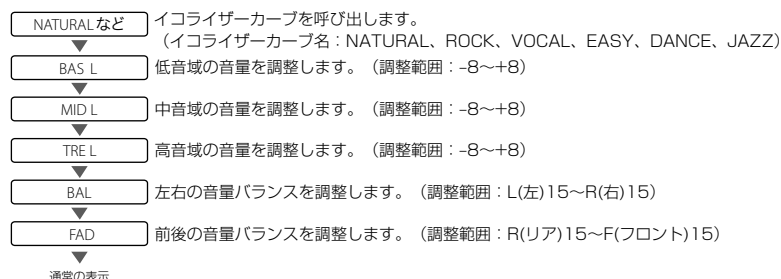 NATURALなど イコライザーカーブを呼び出します。
（イコライザーカーブ名：NATURAL、ROCK、VOCAL、EASY、DANCE、JAZZ）
BAS L 低音域の音量を調整します。（調整範囲：–8～+8）
MID L 中音域の音量を調整します。（調整範囲：–8～+8）
TRE L 高音域の音量を調整します。（調整範囲：–8～+8）
BAL 左右の音量バランスを調整します。（調整範囲：L(左)15～R(右)15）
FAD 前後の音量バランスを調整します。（調整範囲：R(リア)15～F(フロント)15）
通常の表示